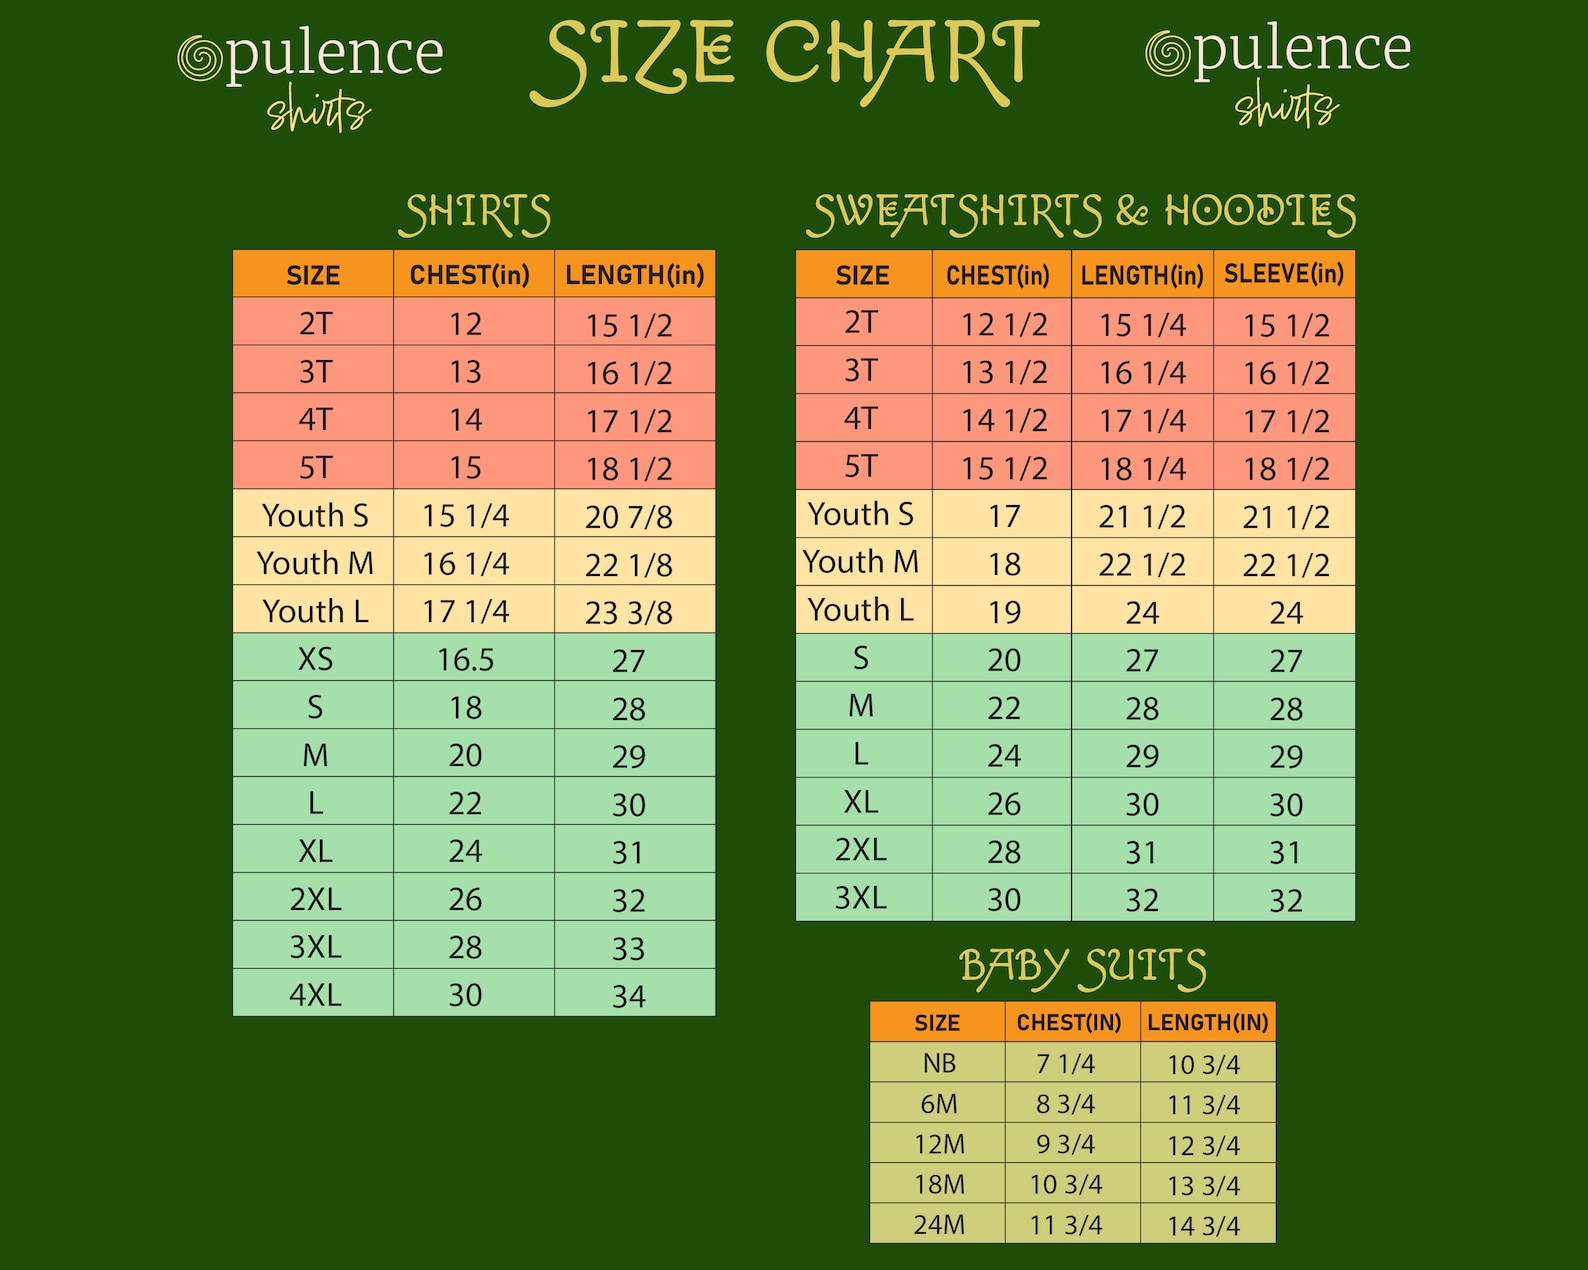 Opulence
shirts
SIZE CHART
Opulence
shirts
SHIRTS
SIZE CHEST(in) LENGTH(in)
2T 12 15 1/2
3T 13 16 1/2
4T 14 17 1/2
5T 15 18 1/2
Youth S 15 1/4 20 7/8
Youth M 16 1/4 22 1/8
Youth L 17 1/4 23 3/8
XS 16.5 27
S 18 28
M 20 29
L 22 30
XL 24 31
2XL 26 32
3XL 28 33
4XL 30 34
SWEATSHIRTS & HOODIES
SIZE CHEST(in) LENGTH(in) SLEEVE(in)
2T 12 1/2 15 1/4 15 1/2
3T 13 1/2 16 1/4 16 1/2
4T 14 1/2 17 1/4 17 1/2
5T 15 1/2 18 1/4 18 1/2
Youth S 17 21 1/2 21 1/2
Youth M 18 22 1/2 22 1/2
Youth L 19 24 24
S 20 27 27
M 22 28 28
L 24 29 29
XL 26 30 30
2XL 28 31 31
3XL 30 32 32
BABY SUITS
SIZE CHEST(IN) LENGTH(IN)
NB 7 1/4 10 3/4
6M 8 3/4 11 3/4
12M 9 3/4 12 3/4
18M 10 3/4 13 3/4
24M 11 3/4 14 3/4